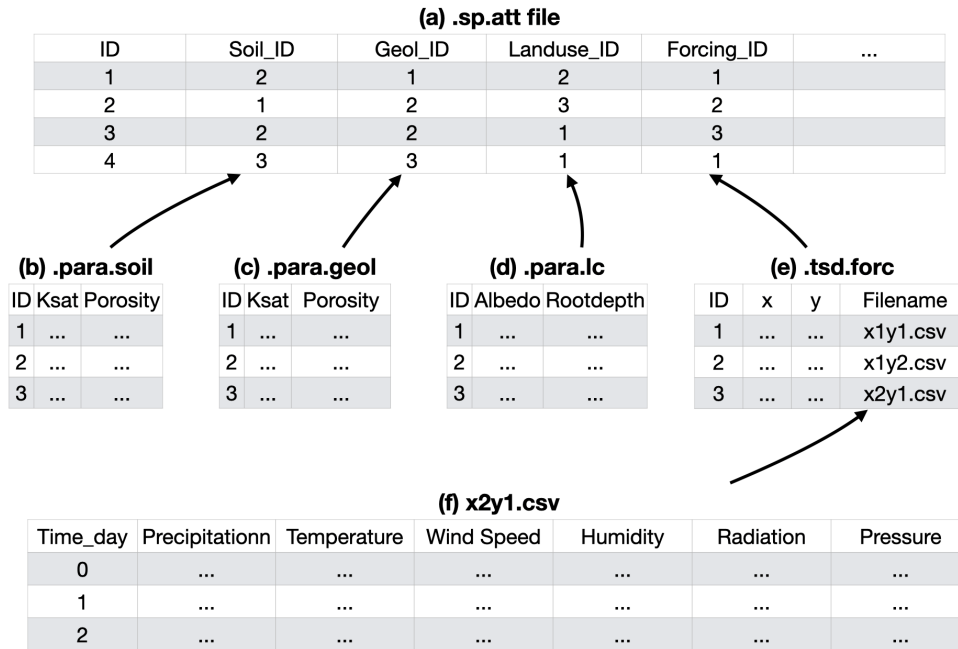 (a) .sp.att file
ID Soil_ID Geol_ID Landuse_ID Forcing_ID ...
1 2 1 2 1
2 1 2 3 2
3 2 2 1 3
4 3 3 1 1
(b) .para.soil (c) .para.geol (d) .para.lc (e) .tsd.forc
ID Ksat Porosity ID Ksat Porosity ID Albedo Rootdepth ID x y Filename
1 ... ... 1 ... ... 1 ... ... 1 ... ... x1y1.csv
2 ... ... 2 ... ... 2 ... ... 2 ... ... x1y2.csv
3 ... ... 3 ... ... 3 ... ... 3 ... ... x2y1.csv
(f) x2y1.csv
Time_day Precipitationn Temperature Wind Speed Humidity Radiation Pressure
0 ... ... ... ... ... ...
1 ... ... ... ... ... ...
2 ... ... ... ... ... ...